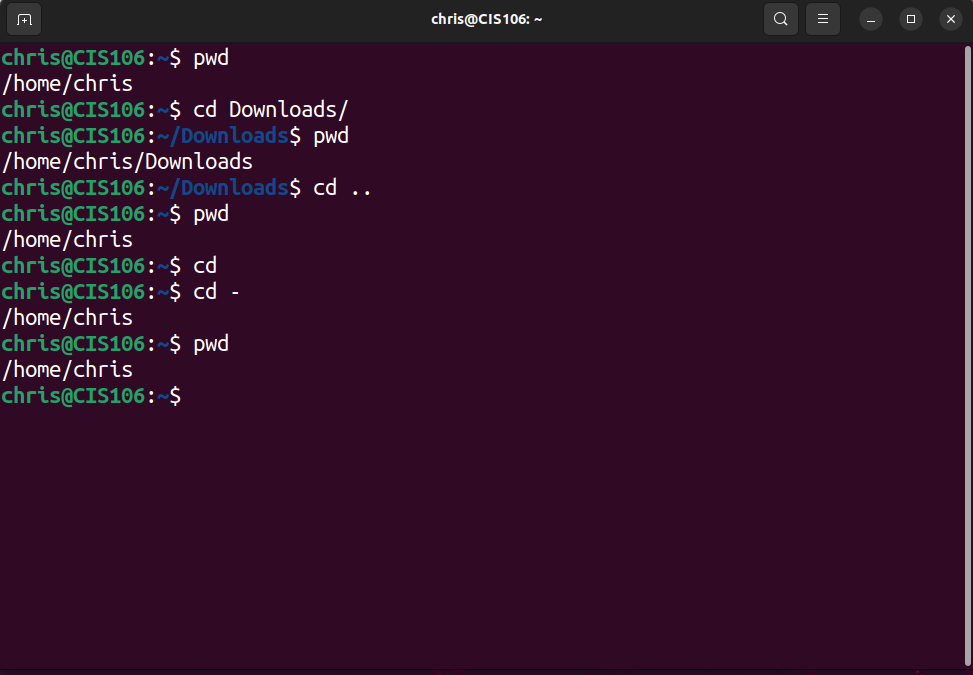 chris@CIS106: ~
chris@CIS106:~$ pwd
/home/chris
chris@CIS106:~$ cd Downloads/
chris@CIS106:~/Downloads$ pwd
/home/chris/Downloads
chris@CIS106:~/Downloads$ cd ..
chris@CIS106:~$ pwd
/home/chris
chris@CIS106:~$ cd
chris@CIS106:~$ cd -
/home/chris
chris@CIS106:~$ pwd
/home/chris
chris@CIS106:~$